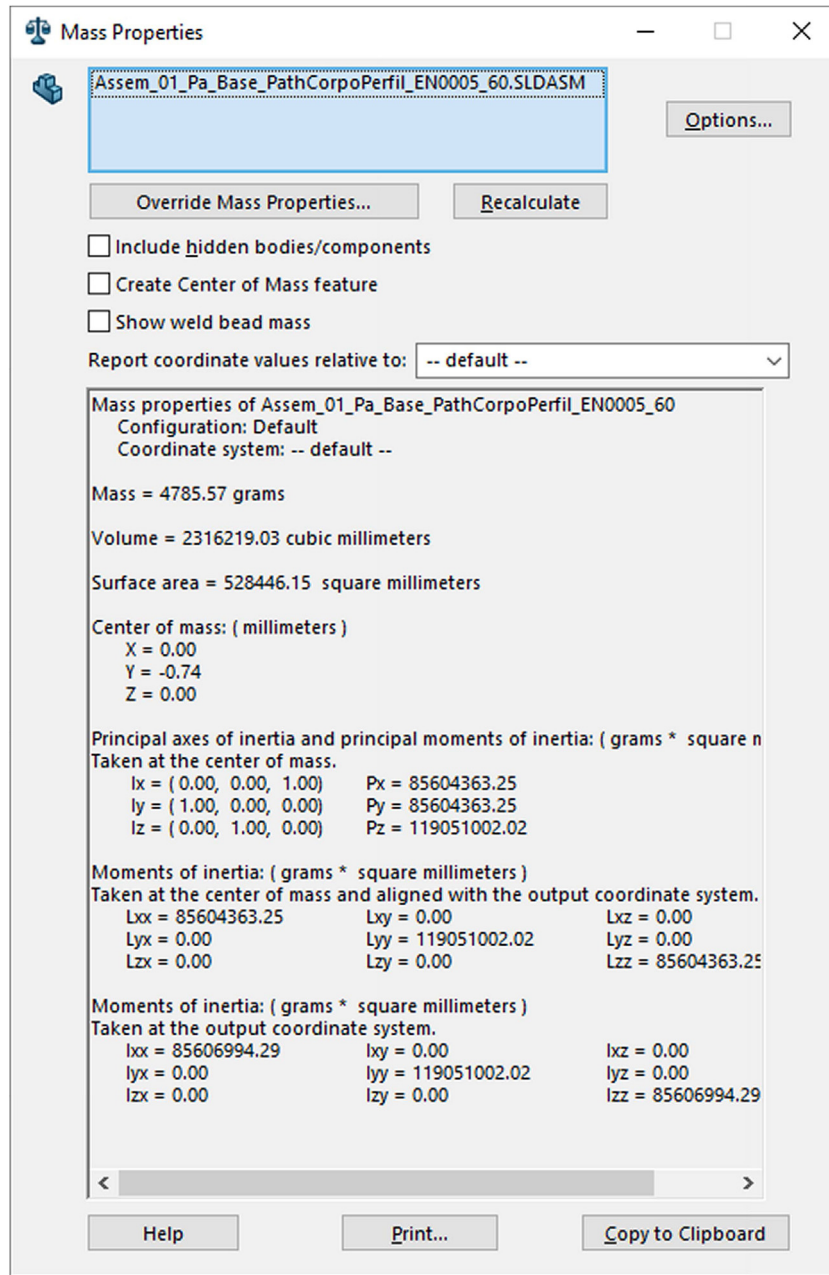 Mass Properties
Assem_01_Pa_Base_PathCorpoPerfil_EN0005_60.SLDASM
Options...
Override Mass Properties... Recalculate
Include hidden bodies/components
Create Center of Mass feature
Show weld bead mass
Report coordinate values relative to: -- default --
Mass properties of Assem_01_Pa_Base_PathCorpoPerfil_EN0005_60
Configuration: Default
Coordinate system: -- default --
Mass = 4785.57 grams
Volume = 2316219.03 cubic millimeters
Surface area = 528446.15 square millimeters
Center of mass: ( millimeters )
X = 0.00
Y = -0.74
Z = 0.00
Principal axes of inertia and principal moments of inertia: ( grams * square m
Taken at the center of mass.
Ix = ( 0.00, 0.00, 1.00) Px = 85604363.25
Iy = ( 1.00, 0.00, 0.00) Py = 85604363.25
Iz = ( 0.00, 1.00, 0.00) Pz = 119051002.02
Moments of inertia: ( grams * square millimeters )
Taken at the center of mass and aligned with the output coordinate system.
Lxx = 85604363.25 Lxy = 0.00 Lxz = 0.00
Lyx = 0.00 Lyy = 119051002.02 Lyz = 0.00
Lzx = 0.00 Lzy = 0.00 Lzz = 85604363.25
Moments of inertia: ( grams * square millimeters )
Taken at the output coordinate system.
Ixx = 85606994.29 Ixy = 0.00 Ixz = 0.00
Iyx = 0.00 Iyy = 119051002.02 Iyz = 0.00
Izx = 0.00 Izy = 0.00 Izz = 85606994.29
Help Print... Copy to Clipboard